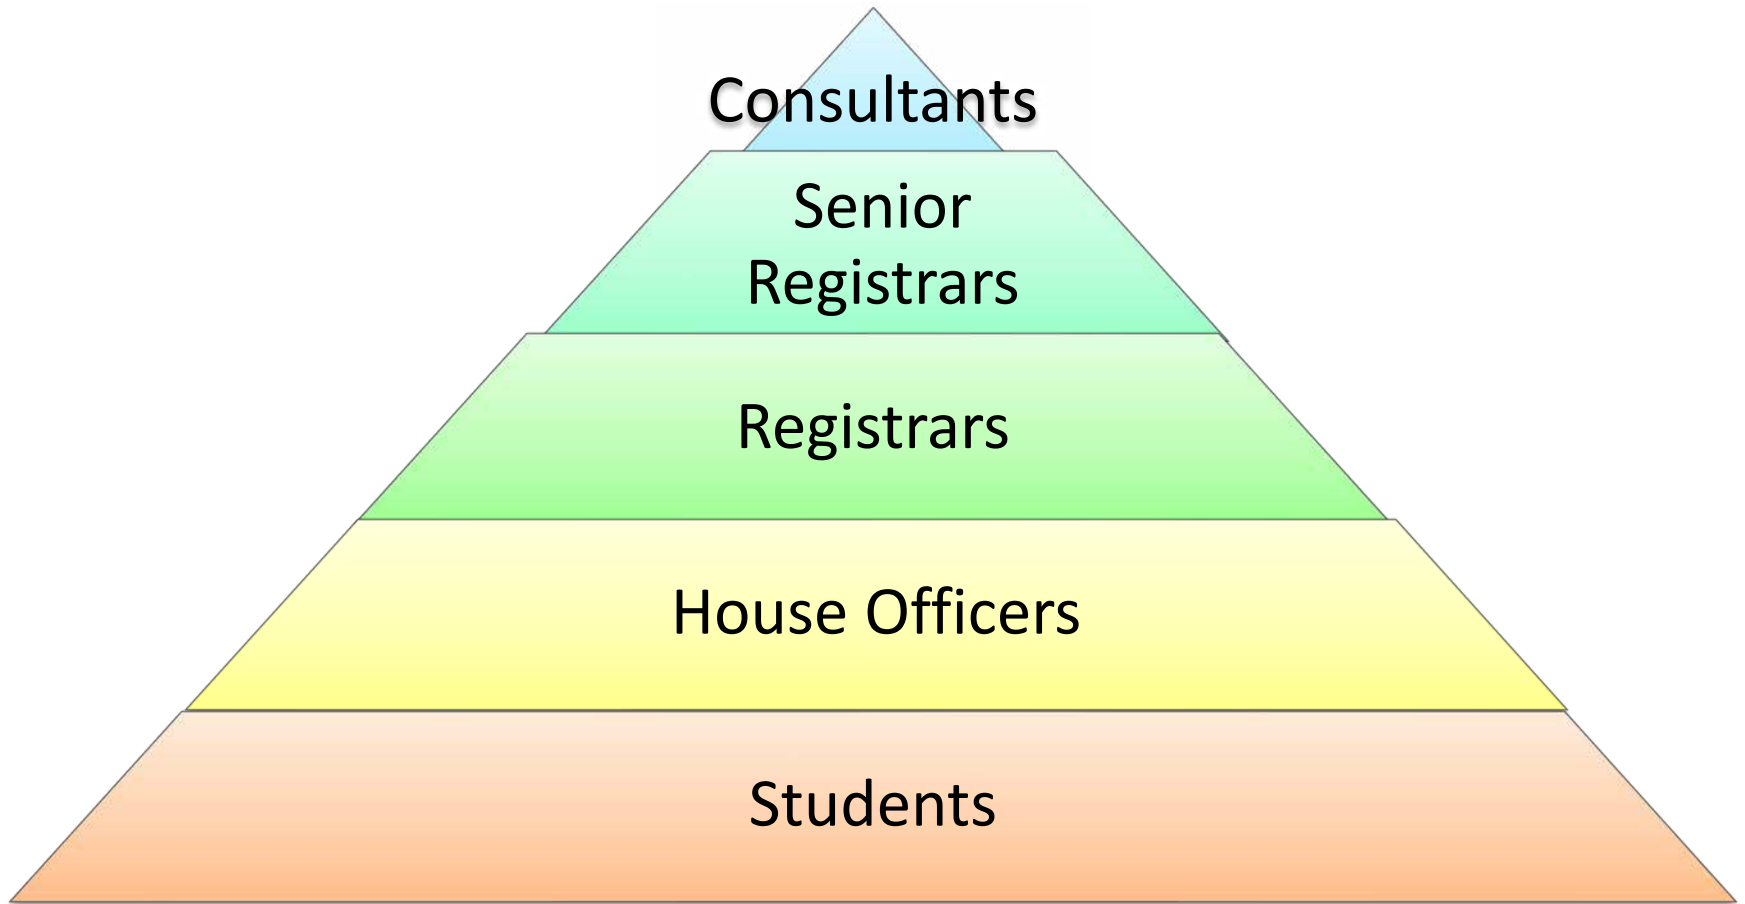 Consultants
Senior
Registrars
Registrars
House Officers
Students